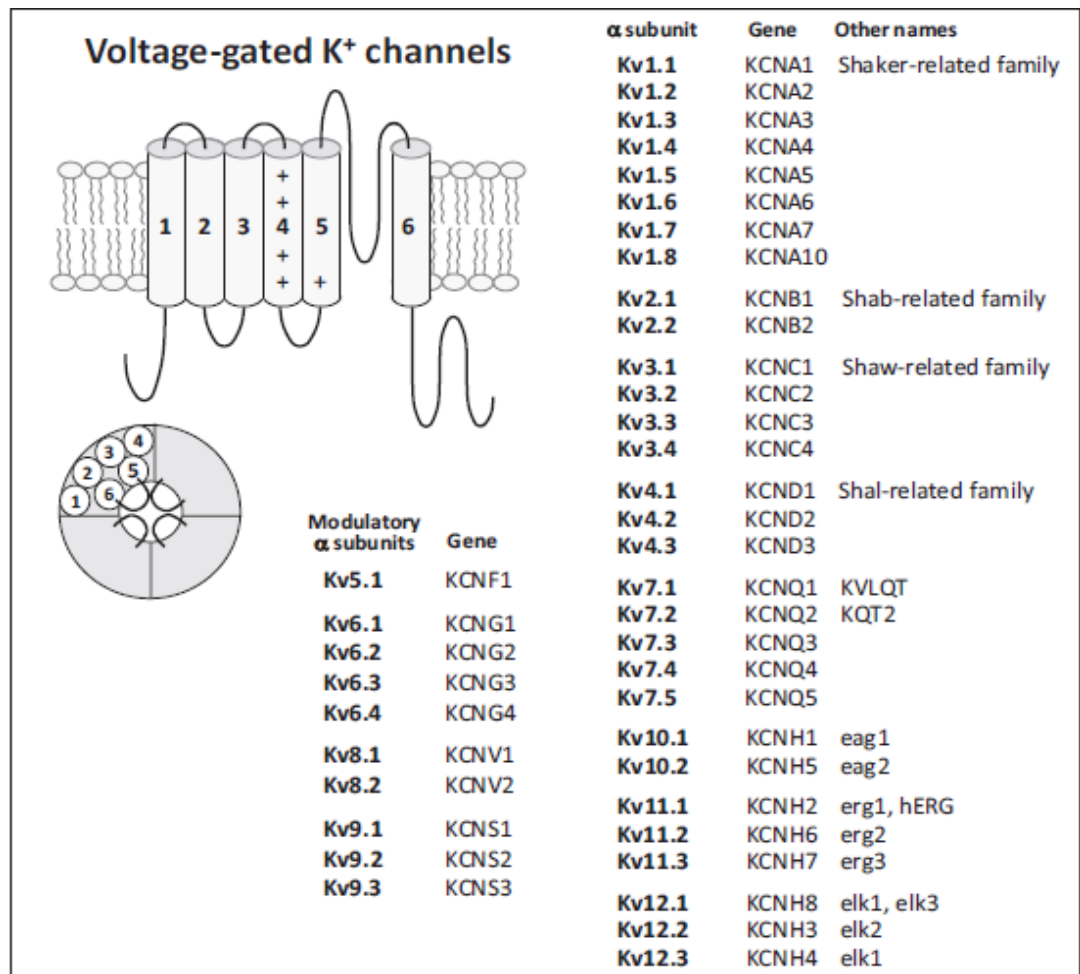 Voltage-gated K⁺ channels
1 2 3 4 5 6
+
+
+
+ +
1 2 3 4 5 6
Modulatory
α subunits Gene
Kv5.1 KCNF1
Kv6.1 KCNG1
Kv6.2 KCNG2
Kv6.3 KCNG3
Kv6.4 KCNG4
Kv8.1 KCNV1
Kv8.2 KCNV2
Kv9.1 KCNS1
Kv9.2 KCNS2
Kv9.3 KCNS3
α subunit Gene Other names
Kv1.1 KCNA1 Shaker-related family
Kv1.2 KCNA2
Kv1.3 KCNA3
Kv1.4 KCNA4
Kv1.5 KCNA5
Kv1.6 KCNA6
Kv1.7 KCNA7
Kv1.8 KCNA10
Kv2.1 KCNB1 Shab-related family
Kv2.2 KCNB2
Kv3.1 KCNC1 Shaw-related family
Kv3.2 KCNC2
Kv3.3 KCNC3
Kv3.4 KCNC4
Kv4.1 KCND1 Shal-related family
Kv4.2 KCND2
Kv4.3 KCND3
Kv7.1 KCNQ1 KVLQT
Kv7.2 KCNQ2 KQT2
Kv7.3 KCNQ3
Kv7.4 KCNQ4
Kv7.5 KCNQ5
Kv10.1 KCNH1 eag1
Kv10.2 KCNH5 eag2
Kv11.1 KCNH2 erg1, hERG
Kv11.2 KCNH6 erg2
Kv11.3 KCNH7 erg3
Kv12.1 KCNH8 elk1, elk3
Kv12.2 KCNH3 elk2
Kv12.3 KCNH4 elk1